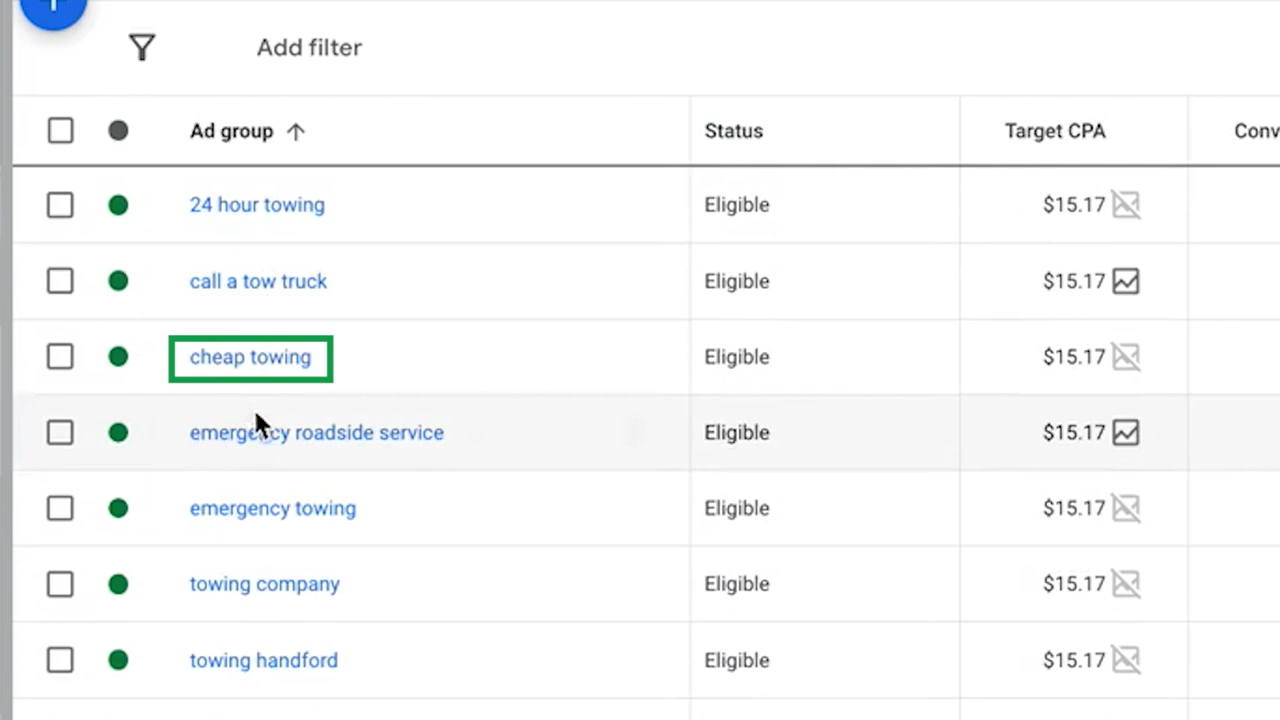 Add filter
Ad group Status Target CPA Conv
24 hour towing Eligible $15.17
call a tow truck Eligible $15.17
cheap towing Eligible $15.17
emergency roadside service Eligible $15.17
emergency towing Eligible $15.17
towing company Eligible $15.17
towing handford Eligible $15.17